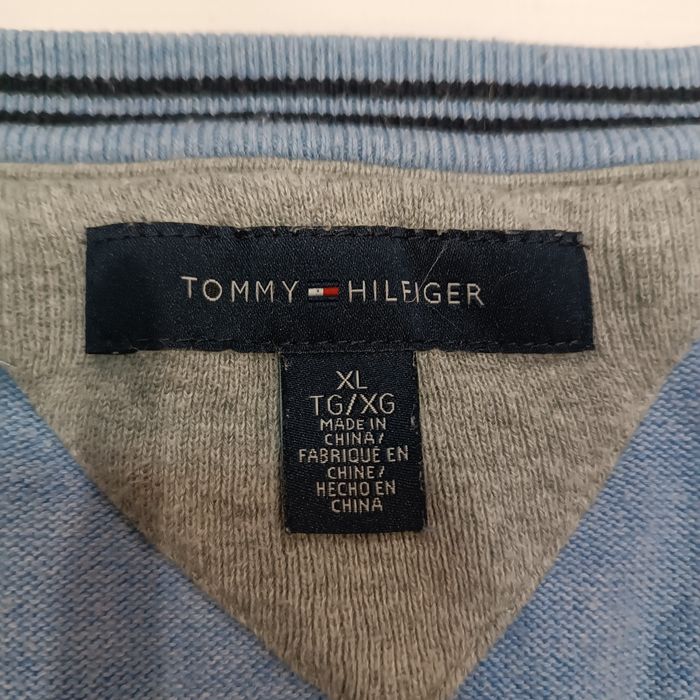 TOMMY HILFIGER
XL
TG/XG
MADE IN
CHINA/
FABRIQUÉ EN
CHINE/
HECHO EN
CHINA